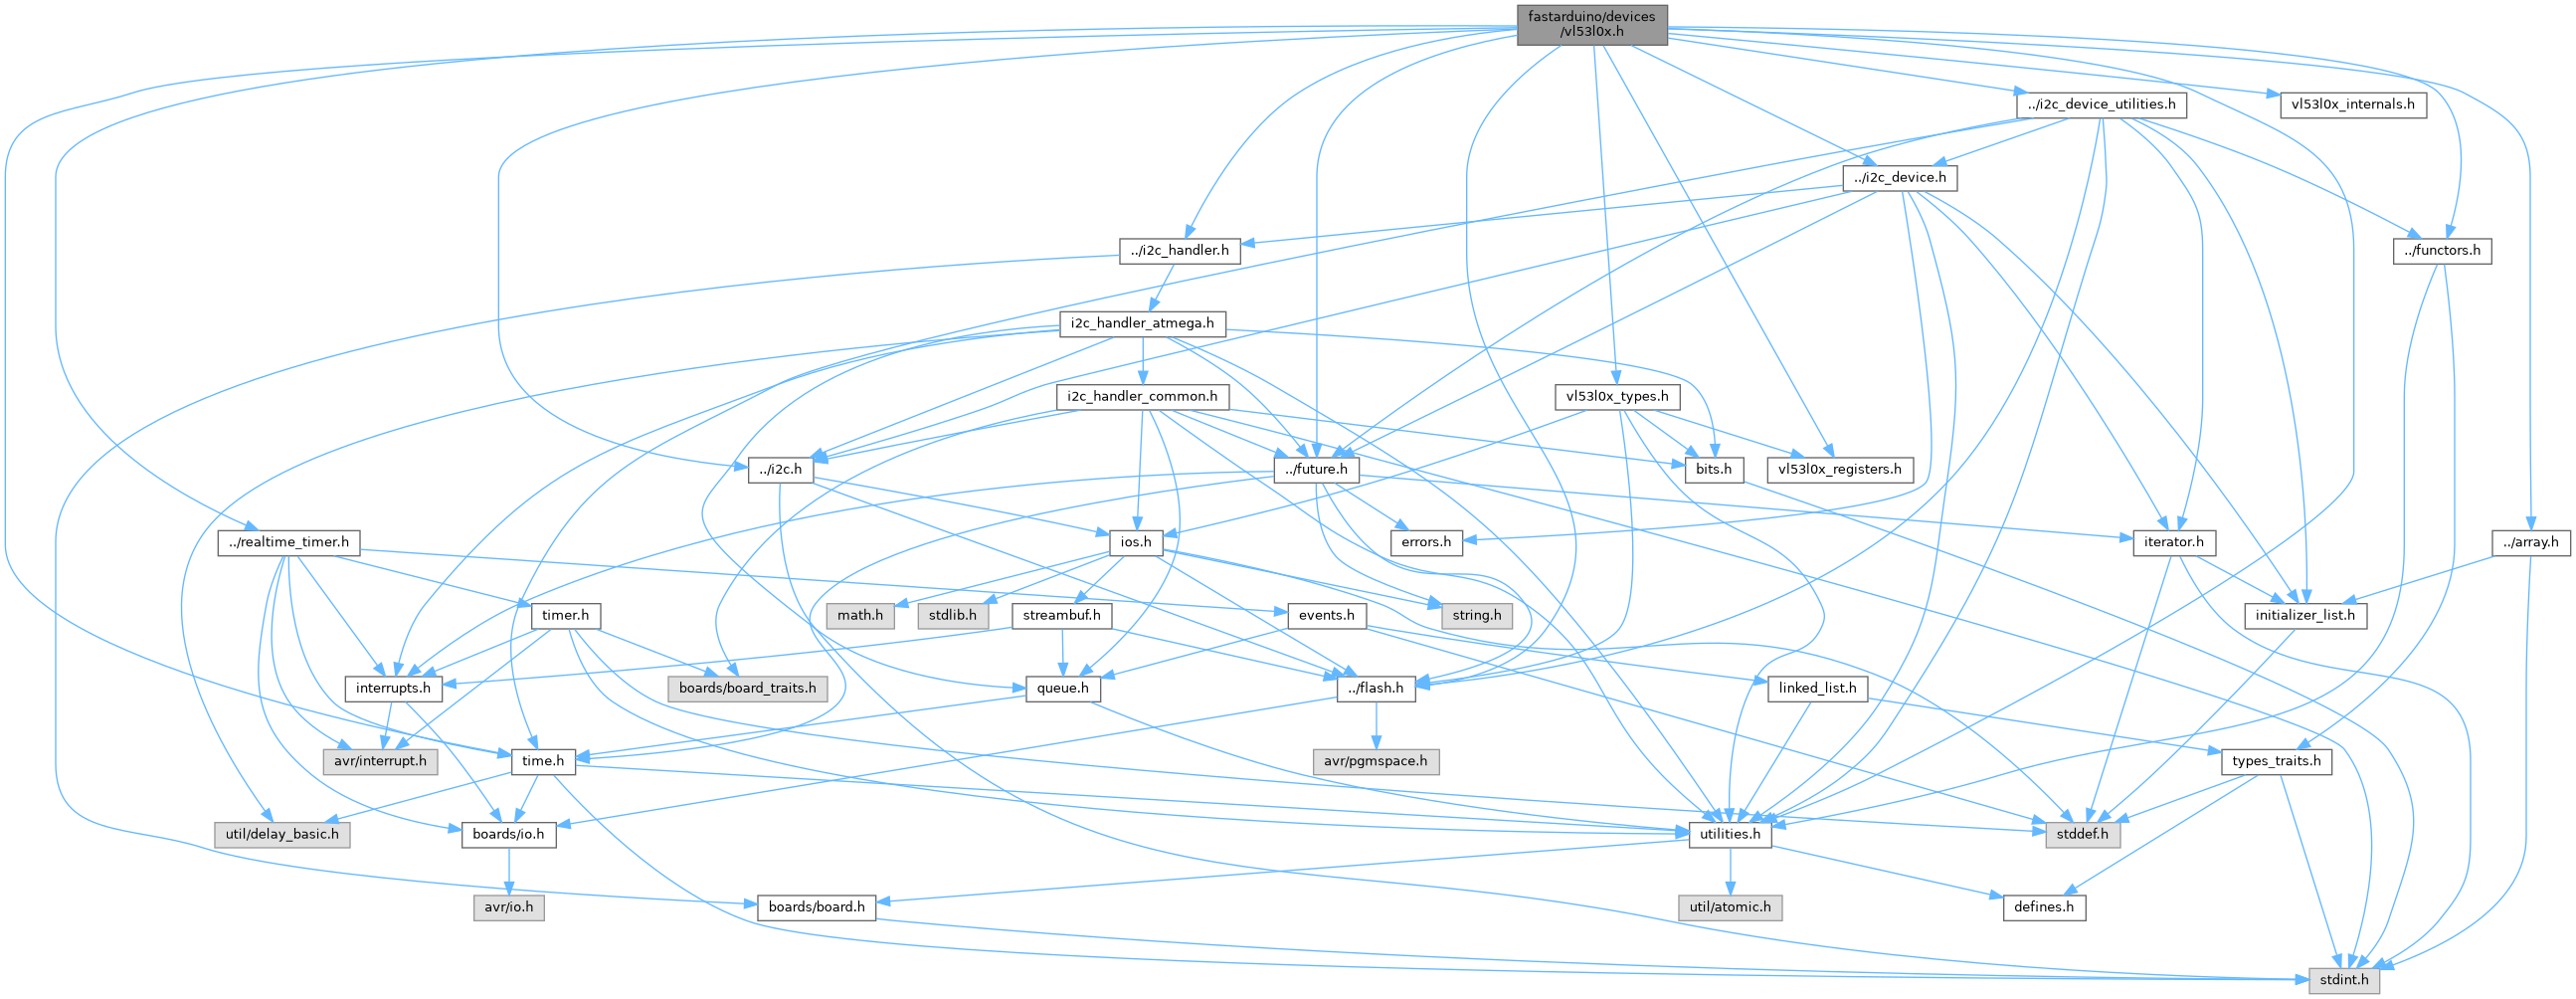 fastarduino/devices
/vl53l0x.h
../i2c_device_utilities.h
vl53l0x_internals.h
../i2c_device.h
../i2c_handler.h
../functors.h
i2c_handler_atmega.h
i2c_handler_common.h
vl53l0x_types.h
../i2c.h
../future.h
bits.h
vl53l0x_registers.h
../realtime_timer.h
ios.h
errors.h
iterator.h
../array.h
math.h
stdlib.h
streambuf.h
string.h
timer.h
events.h
initializer_list.h
interrupts.h
boards/board_traits.h
queue.h
../flash.h
linked_list.h
avr/interrupt.h
time.h
avr/pgmspace.h
types_traits.h
util/delay_basic.h
boards/io.h
utilities.h
stddef.h
avr/io.h
boards/board.h
util/atomic.h
defines.h
stdint.h